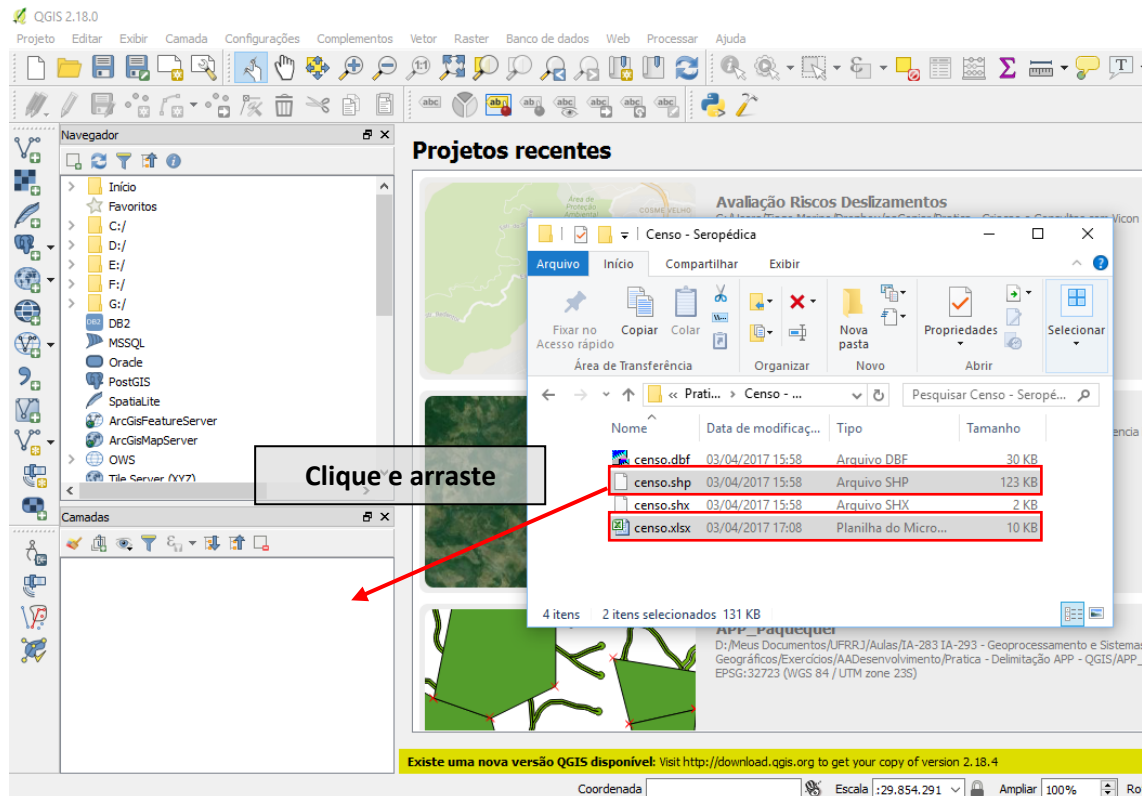 QGIS 2.18.0
Projeto Editar Exibir Camada Configurações Complementos Vetor Raster Banco de dados Web Processar Ajuda
Navegador
Início
Favoritos
C:/
D:/
E:/
F:/
G:/
DB2
MSSQL
Oracle
PostGIS
SpatiaLite
ArcGisFeatureServer
ArcGisMapServer
OWS
Tile Server (XYZ)
Camadas
Projetos recentes
Avaliação Riscos Deslizamentos
Censo - Seropédica
Arquivo Início Compartilhar Exibir
Fixar no Acesso rápido
Copiar
Colar
Nova pasta
Propriedades
Selecionar
Área de Transferência Organizar Novo Abrir
« Prati... > Censo - ...
Pesquisar Censo - Seropé...
Nome Data de modificaç... Tipo Tamanho
censo.dbf 03/04/2017 15:58 Arquivo DBF 30 KB
censo.shp 03/04/2017 15:58 Arquivo SHP 123 KB
censo.shx 03/04/2017 15:58 Arquivo SHX 2 KB
censo.xlsx 03/04/2017 17:08 Planilha do Micro... 10 KB
4 itens 2 itens selecionados 131 KB
Clique e arraste
APP_Paquequer
D:/Meus Documentos/UFRRJ/Aulas/IA-283 IA-293 - Geoprocessamento e Sistemas
Geográficos/Exercícios/AADesenvolvimento/Pratica - Delimitação APP - QGIS/APP_
EPSG:32723 (WGS 84 / UTM zone 23S)
Existe uma nova versão QGIS disponível: Visit http://download.qgis.org to get your copy of version 2.18.4
Coordenada Escala :29.854.291 Ampliar 100% Ro